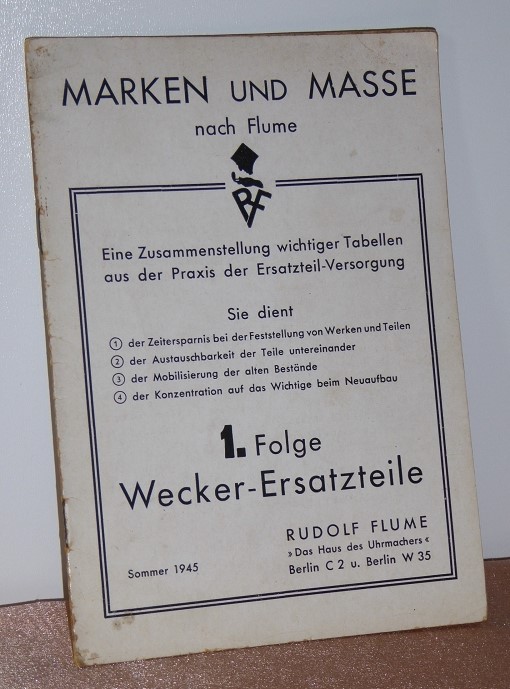 MARKEN UND MASSE
nach Flume
RF
Eine Zusammenstellung wichtiger Tabellen
aus der Praxis der Ersatzteil-Versorgung
Sie dient
① der Zeitersparnis bei der Feststellung von Werken und Teilen
② der Austauschbarkeit der Teile untereinander
③ der Mobilisierung der alten Bestände
④ der Konzentration auf das Wichtige beim Neuaufbau
1. Folge
Wecker-Ersatzteile
RUDOLF FLUME
»Das Haus des Uhrmachers«
Sommer 1945
Berlin C 2 u. Berlin W 35